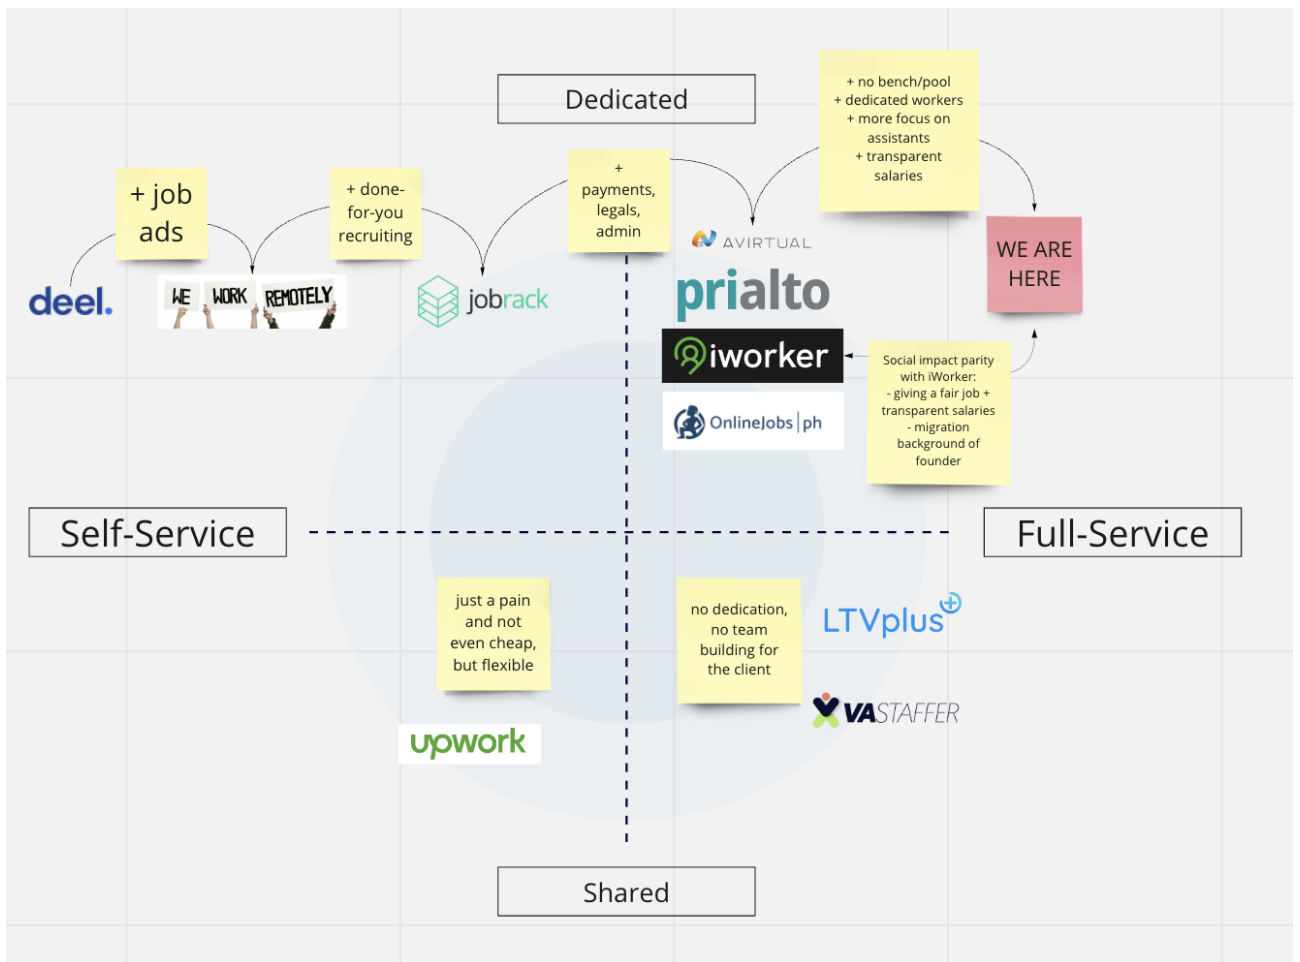 Dedicated
+ no bench/pool
+ dedicated workers
+ more focus on
assistants
+ transparent
salaries
+ job
ads
+ done-
for-you
recruiting
+
payments,
legals,
admin
WE ARE
HERE
deel.
WE WORK REMOTELY
jobrack
AVIRTUAL
prialto
iworker
OnlineJobs|ph
Social impact parity
with iWorker:
- giving a fair job +
transparent salaries
- migration
background of
founder
Self-Service
Full-Service
just a pain
and not
even cheap,
but flexible
no dedication,
no team
building for
the client
LTVplus+
VASTAFFER
upwork
Shared